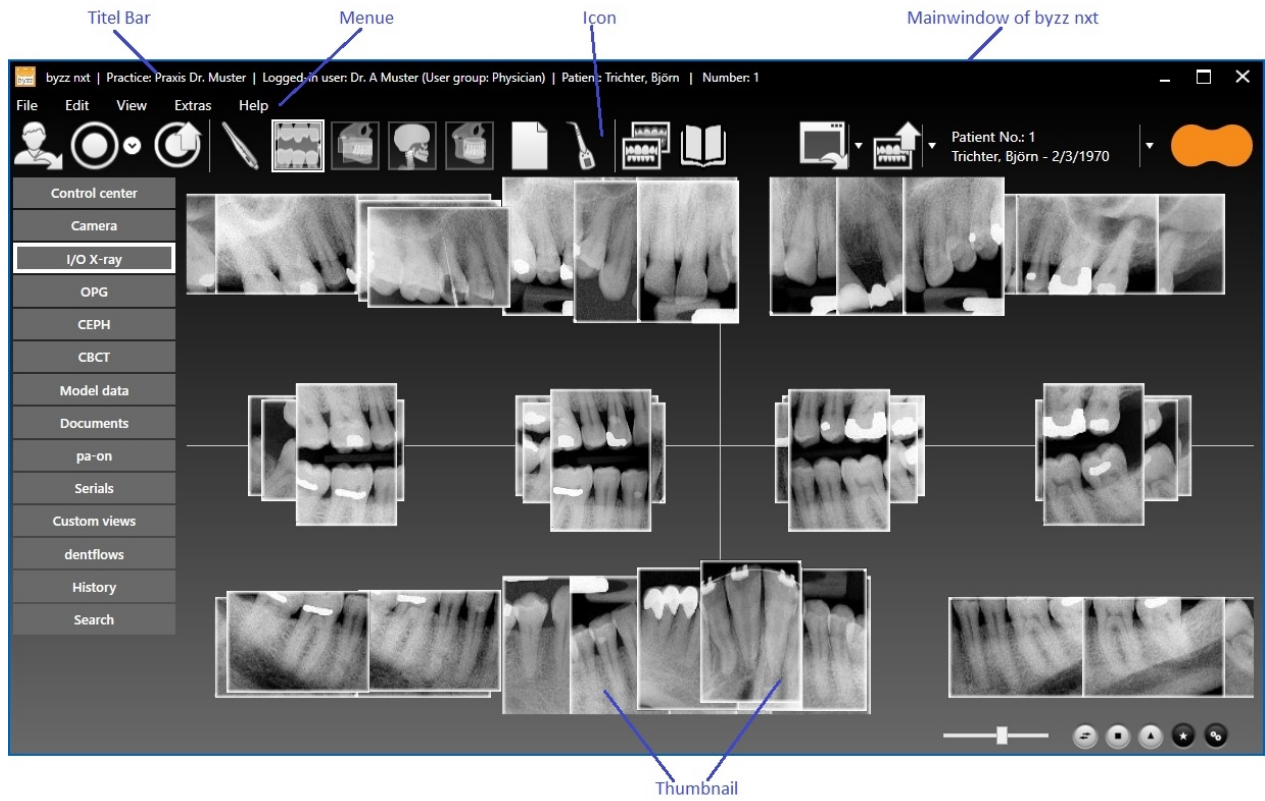 Titel Bar
Menue
Icon
Mainwindow of byzz nxt
byzz
byzz nxt | Practice: Praxis Dr. Muster | Logged-in user: Dr. A Muster (User group: Physician) | Patient: Trichter, Björn | Number: 1
File Edit View Extras Help
Patient No.: 1
Trichter, Björn - 2/3/1970
Control center
Camera
I/O X-ray
OPG
CEPH
CBCT
Model data
Documents
pa-on
Serials
Custom views
dentflows
History
Search
Thumbnail